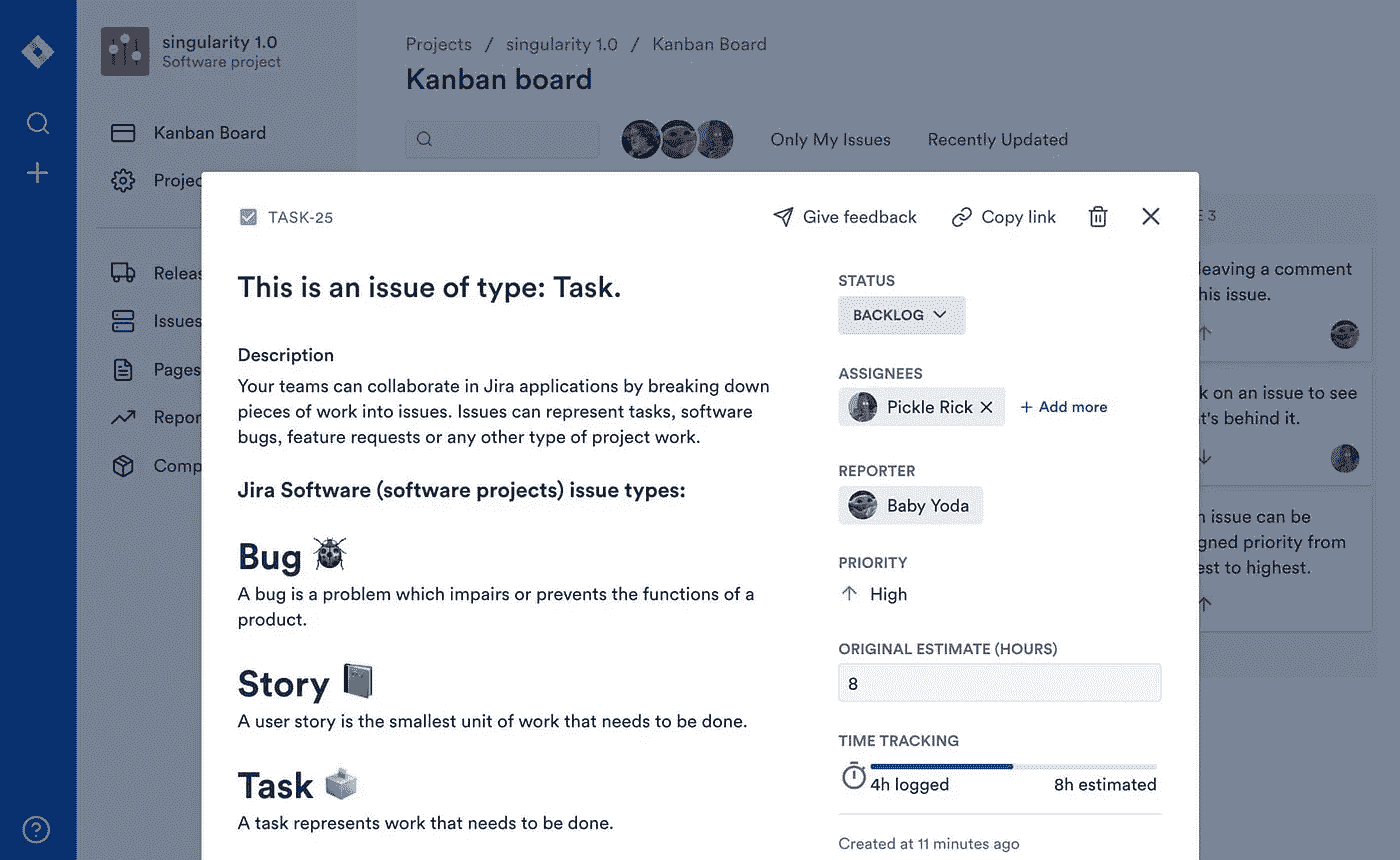 singularity 1.0
Software project
Kanban Board
Projec
Releas
Issues
Pages
Repor
Comp
Projects / singularity 1.0 / Kanban Board
Kanban board
Only My Issues
Recently Updated
TASK-25
Give feedback
Copy link
This is an issue of type: Task.
Description
Your teams can collaborate in Jira applications by breaking down
pieces of work into issues. Issues can represent tasks, software
bugs, feature requests or any other type of project work.
Jira Software (software projects) issue types:
Bug 🐞
A bug is a problem which impairs or prevents the functions of a
product.
Story 📓
A user story is the smallest unit of work that needs to be done.
Task 🗳
A task represents work that needs to be done.
STATUS
BACKLOG
ASSIGNEES
Pickle Rick
+ Add more
REPORTER
Baby Yoda
PRIORITY
High
ORIGINAL ESTIMATE (HOURS)
8
TIME TRACKING
4h logged
8h estimated
Created at 11 minutes ago
E 3
leaving a comment
his issue.
k on an issue to see
t's behind it.
n issue can be
gned priority from
est to highest.